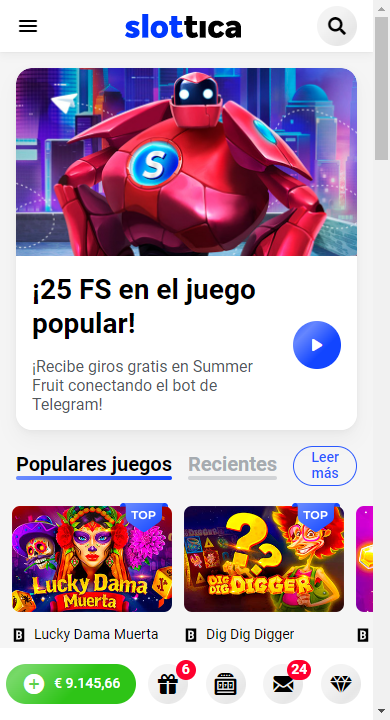 slottica
S
¡25 FS en el juego
popular!
¡Recibe giros gratis en Summer
Fruit conectando el bot de
Telegram!
Populares juegos
Recientes
Leer
más
TOP
LUCKY DAMA
MUERTA
TOP
DIG DIG
DIGGER
B Lucky Dama Muerta
B Dig Dig Digger
B
€ 9.145,66
6
24